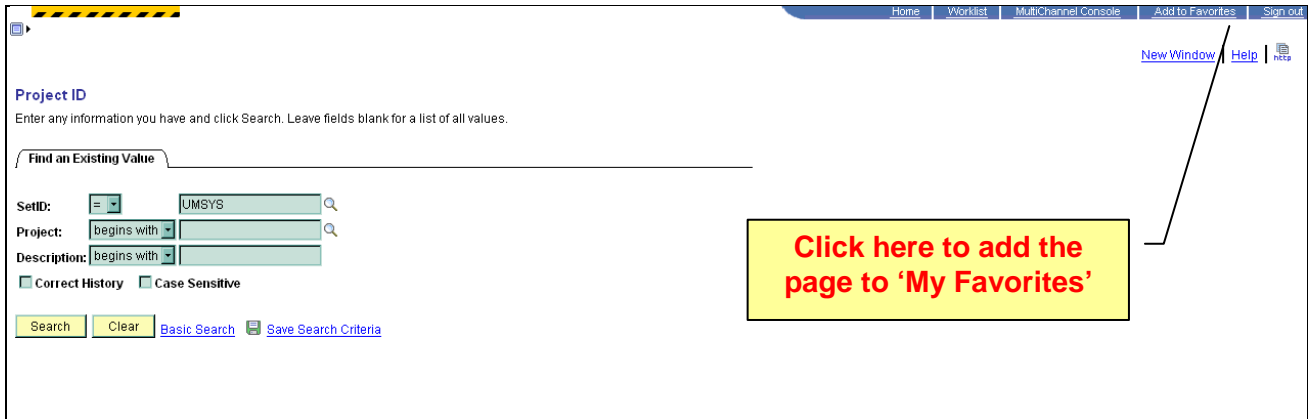 Home Worklist MultiChannel Console Add to Favorites Sign out
New Window Help http
Project ID
Enter any information you have and click Search. Leave fields blank for a list of all values.
Find an Existing Value
SetID: = UMSYS
Project: begins with
Description: begins with
Correct History Case Sensitive
Click here to add the
page to ‘My Favorites’
Search Clear Basic Search Save Search Criteria